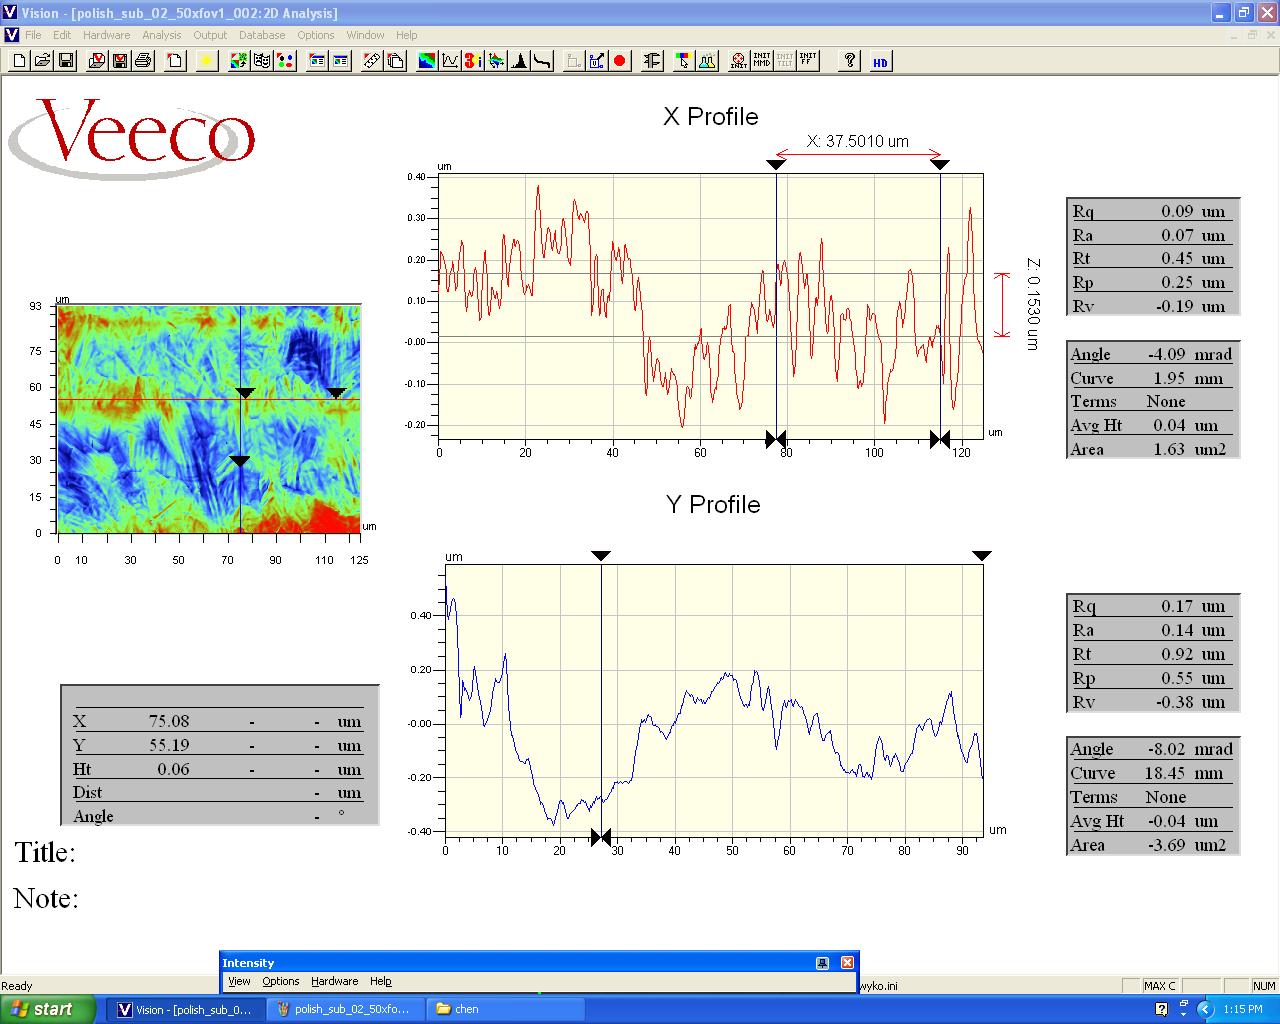 Vision - [polish_sub_02_50xfov1_002:2D Analysis]
File Edit Hardware Analysis Output Database Options Window Help
INIT INIT MMD INIT TILT INIT FF ? HD
Veeco
X Profile
X: 37.5010 um
um
0.40
0.30
0.20
0.10
-0.00
-0.10
-0.20
0 20 40 60 80 100 120
um
Z: 0.1530 um
Rq 0.09 um
Ra 0.07 um
Rt 0.45 um
Rp 0.25 um
Rv -0.19 um
Angle -4.09 mrad
Curve 1.95 mm
Terms None
Avg Ht 0.04 um
Area 1.63 um2
um
93
75
60
45
30
15
0
um
0 10 30 50 70 90 110 125
Y Profile
um
0.40
0.20
-0.00
-0.20
-0.40
0 10 20 30 40 50 60 70 80 90
um
Rq 0.17 um
Ra 0.14 um
Rt 0.92 um
Rp 0.55 um
Rv -0.38 um
Angle -8.02 mrad
Curve 18.45 mm
Terms None
Avg Ht -0.04 um
Area -3.69 um2
X 75.08 - - um
Y 55.19 - - um
Ht 0.06 - - um
Dist - um
Angle - °
Title:
Note:
Intensity
View Options Hardware Help
Ready
wyko.ini
MAX C NUM
start
Vision - [polish_sub_0...
polish_sub_02_50xfo...
chen
1:15 PM